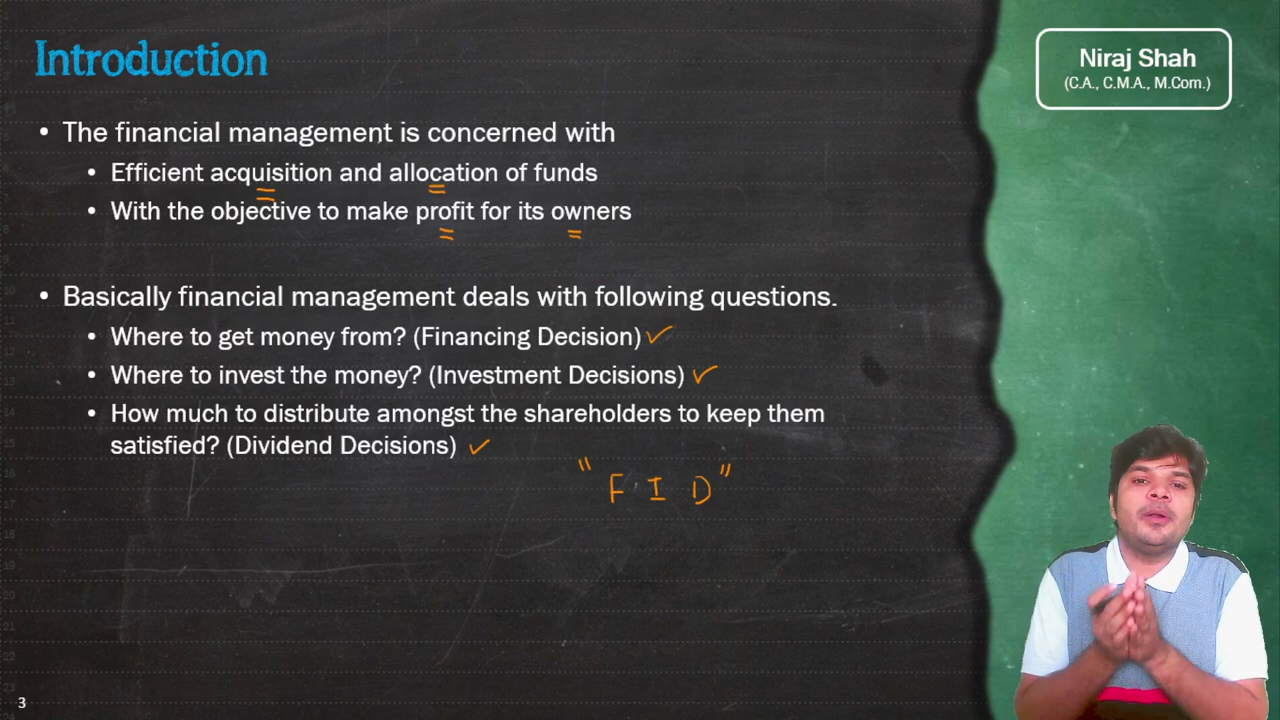 Introduction
Niraj Shah
(C.A., C.M.A., M.Com.)
• The financial management is concerned with
• Efficient acquisition and allocation of funds
• With the objective to make profit for its owners
• Basically financial management deals with following questions.
• Where to get money from? (Financing Decision)
• Where to invest the money? (Investment Decisions)
• How much to distribute amongst the shareholders to keep them
satisfied? (Dividend Decisions)
" F I D "
3